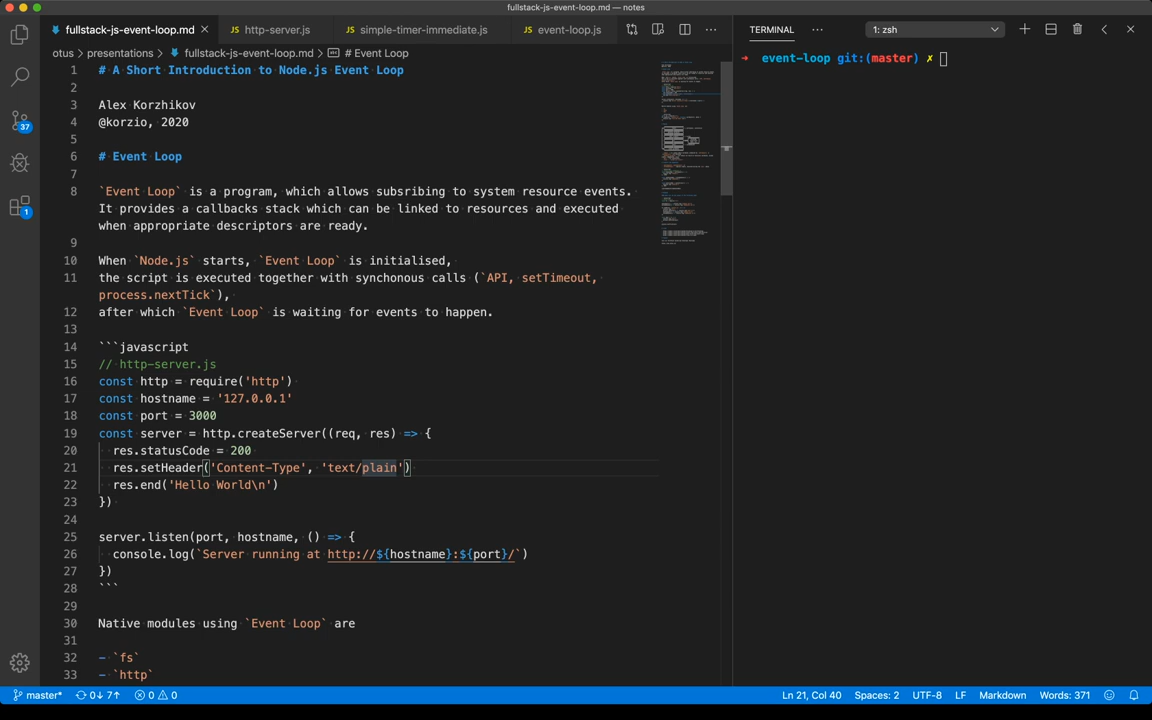 fullstack-js-event-loop.md — notes
fullstack-js-event-loop.md
JS http-server.js
JS simple-timer-immediate.js
JS event-loop.js
TERMINAL
1: zsh
otus › presentations › fullstack-js-event-loop.md › # Event Loop
→ event-loop git:(master) ✗
1 # A Short Introduction to Node.js Event Loop
2
3 Alex Korzhikov
4 @korzio, 2020
5
6 # Event Loop
7
8 `Event Loop` is a program, which allows subsribing to system resource events.
It provides a callbacks stack which can be linked to resources and executed
when appropriate descriptors are ready.
9
10 When `Node.js` starts, `Event Loop` is initialised,
11 the script is executed together with synchonous calls (`API, setTimeout,
process.nextTick`),
12 after which `Event Loop` is waiting for events to happen.
13
14 ```javascript
15 // http-server.js
16 const http = require('http')
17 const hostname = '127.0.0.1'
18 const port = 3000
19 const server = http.createServer((req, res) => {
20 res.statusCode = 200
21 res.setHeader('Content-Type', 'text/plain')
22 res.end('Hello World\n')
23 })
24
25 server.listen(port, hostname, () => {
26 console.log(`Server running at http://${hostname}:${port}/`)
27 })
28 ```
29
30 Native modules using `Event Loop` are
31
32 - `fs`
33 - `http`
37
1
master* 0↓ 7↑ 0 0
Ln 21, Col 40 Spaces: 2 UTF-8 LF Markdown Words: 371